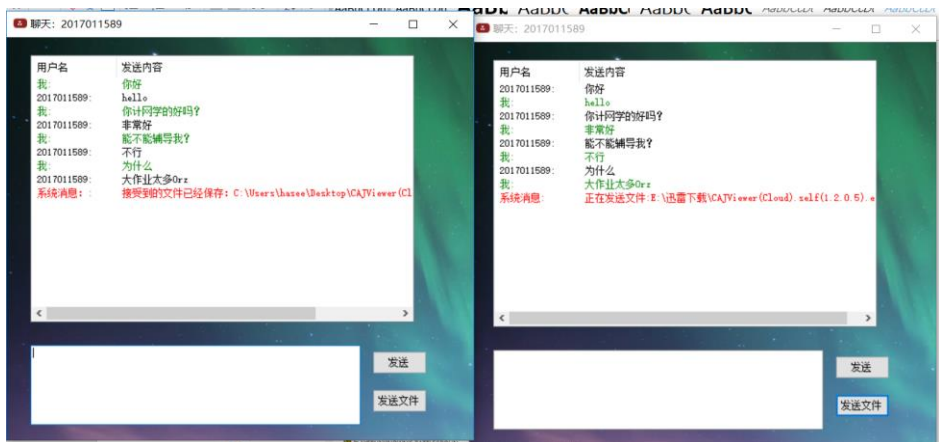 聊天: 2017011589
用户名 发送内容
我: 你好
2017011589: hello
我: 你计网学的好吗?
2017011589: 非常好
我: 能不能辅导我?
2017011589: 不行
我: 为什么
2017011589: 大作业太多Orz
系统消息: : 接受到的文件已经保存: C:\Users\hasee\Desktop\CAJViewer(Cl
发送
发送文件
聊天: 2017011589
用户名 发送内容
2017011589: 你好
我: hello
2017011589: 你计网学的好吗?
我: 非常好
2017011589: 能不能辅导我?
我: 不行
2017011589: 为什么
我: 大作业太多Orz
系统消息: 正在发送文件:E:\迅雷下载\CAJViewer(Cloud).self(1.2.0.5).e
发送
发送文件